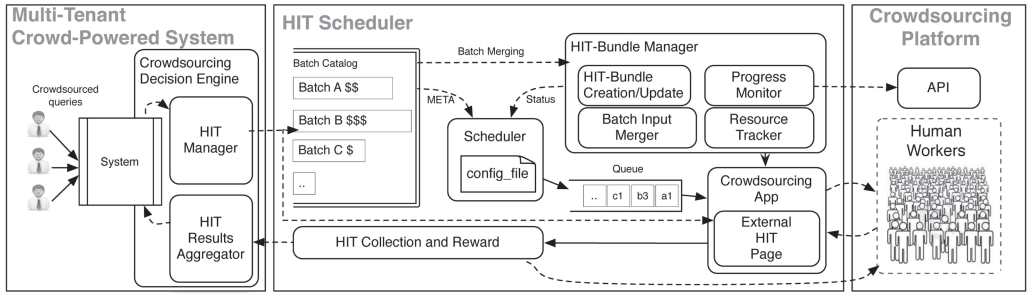 Multi-Tenant
Crowd-Powered System
Crowdsourced
queries
System
Crowdsourcing
Decision Engine
HIT
Manager
HIT
Results
Aggregator
HIT Scheduler
Batch Catalog
Batch A $$
Batch B $$$
Batch C $
..
Batch Merging
META
Status
Scheduler
config_file
HIT-Bundle Manager
HIT-Bundle
Creation/Update
Progress
Monitor
Batch Input
Merger
Resource
Tracker
Queue
.. c1 b3 a1
Crowdsourcing
App
External
HIT
Page
HIT Collection and Reward
Crowdsourcing
Platform
API
Human
Workers